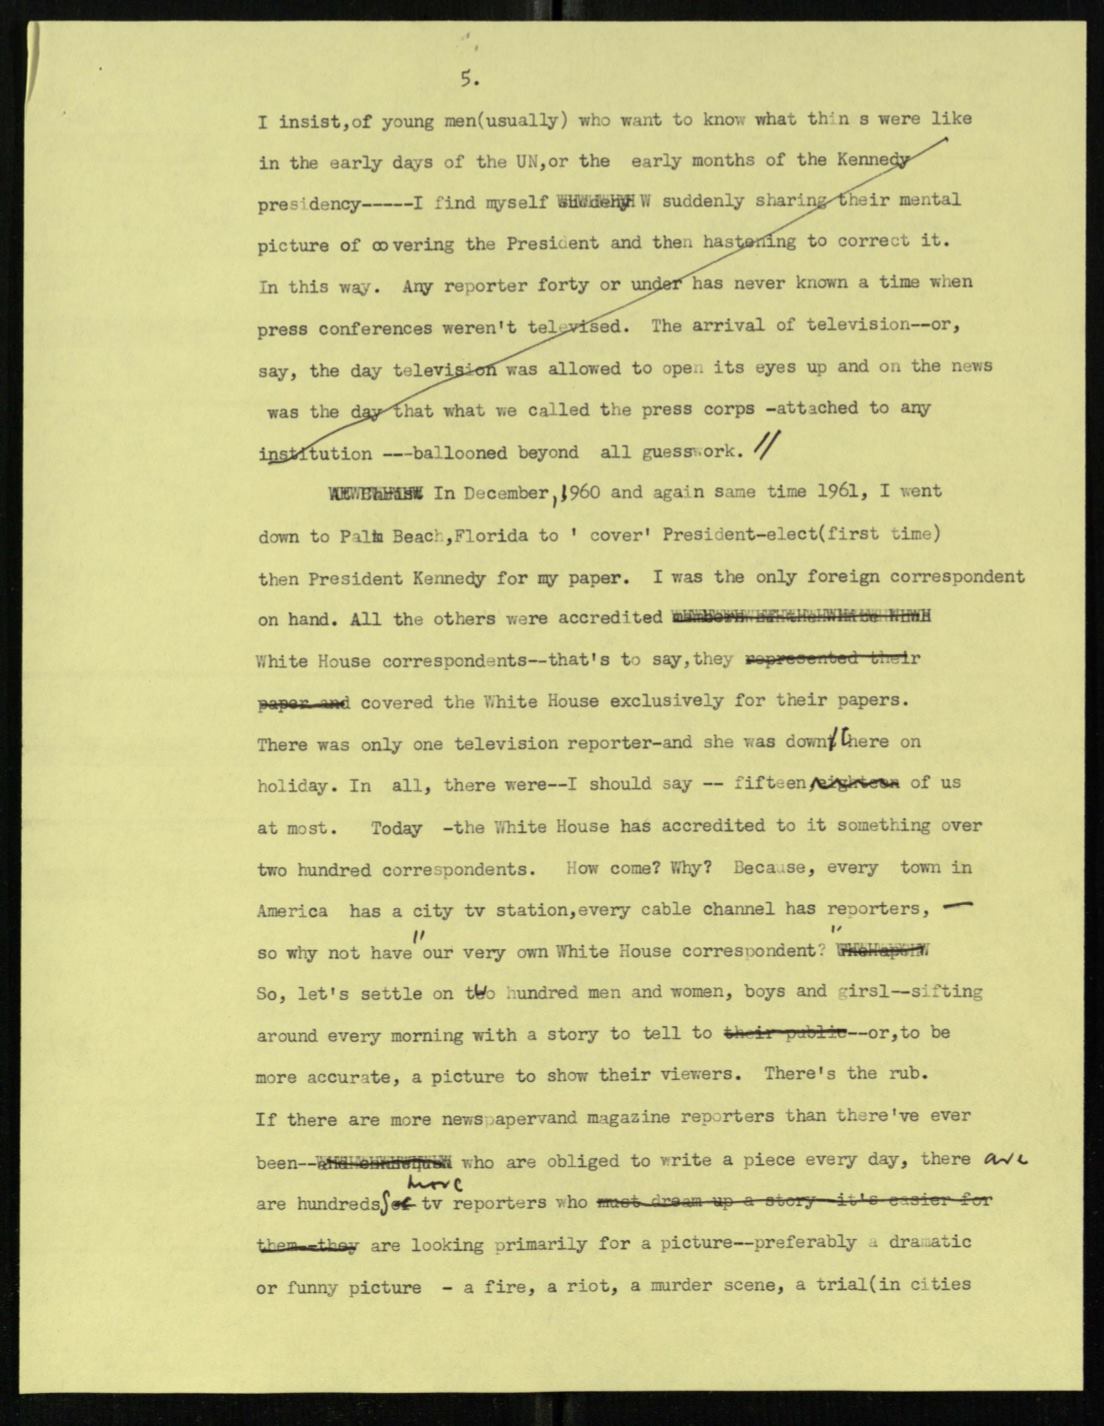 5.
I insist,of young men(usually) who want to know what thin s were like
in the early days of the UN,or the early months of the Kennedy
presidency-----I find myself W suddenly sharing their mental
picture of covering the President and then hastening to correct it.
In this way. Any reporter forty or under has never known a time when
press conferences weren't televised. The arrival of television--or,
say, the day television was allowed to open its eyes up and on the news
was the day that what we called the press corps -attached to any
institution ----ballooned beyond all guesswork. //
In December, 1960 and again same time 1961, I went
down to Palm Beach,Florida to ' cover' President-elect(first time)
then President Kennedy for my paper. I was the only foreign correspondent
on hand. All the others were accredited
White House correspondents--that's to say,they represented their
paper and covered the White House exclusively for their papers.
There was only one television reporter-and she was down/there on
holiday. In all, there were--I should say -- fifteen,eighteen of us
at most. Today -the White House has accredited to it something over
two hundred correspondents. How come? Why? Because, every town in
America has a city tv station,every cable channel has reporters, —
so why not have "our very own White House correspondent? "
So, let's settle on two hundred men and women, boys and girsl--sifting
around every morning with a story to tell to their public--or,to be
more accurate, a picture to show their viewers. There's the rub.
If there are more newspapervand magazine reporters than there've ever
been-- who are obliged to write a piece every day, there are
more
are hundreds of tv reporters who must dream up a story--it's easier for
them--they are looking primarily for a picture--preferably a dramatic
or funny picture - a fire, a riot, a murder scene, a trial(in cities